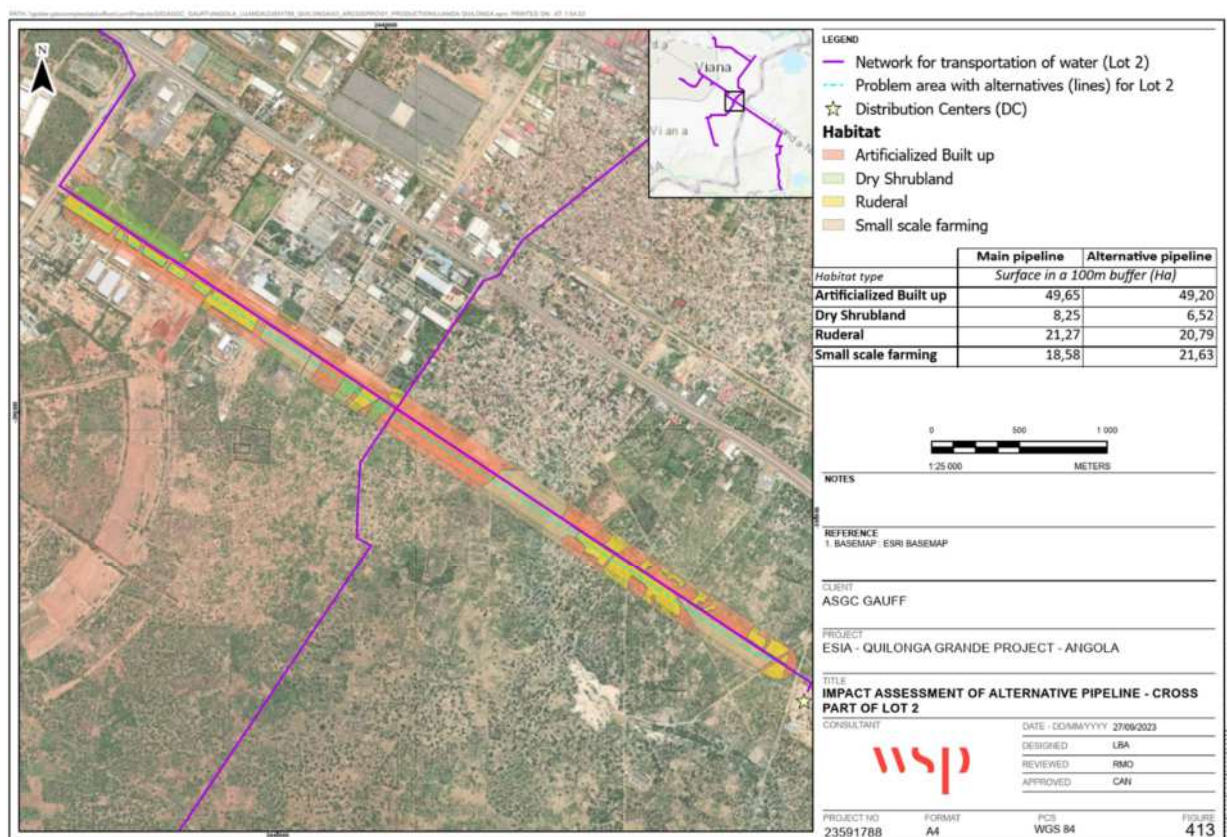 N
Viana
Viana
LEGEND
Network for transportation of water (Lot 2)
Problem area with alternatives (lines) for Lot 2
Distribution Centers (DC)
Habitat
Artificialized Built up
Dry Shrubland
Ruderal
Small scale farming
Main pipeline Alternative pipeline
Habitat type Surface in a 100m buffer (Ha)
Artificialized Built up 49,65 49,20
Dry Shrubland 8,25 6,52
Ruderal 21,27 20,79
Small scale farming 18,58 21,63
0 500 1 000
1:25 000 METERS
NOTES
REFERENCE
1. BASEMAP : ESRI BASEMAP
CLIENT
ASGC GAUFF
PROJECT
ESIA - QUILONGA GRANDE PROJECT - ANGOLA
TITLE
IMPACT ASSESSMENT OF ALTERNATIVE PIPELINE - CROSS
PART OF LOT 2
CONSULTANT
wsp
DATE - DD/MM/YYYY 27/09/2023
DESIGNED LBA
REVIEWED RMO
APPROVED CAN
PROJECT NO FORMAT PCS FIGURE
23591788 A4 WGS 84 413